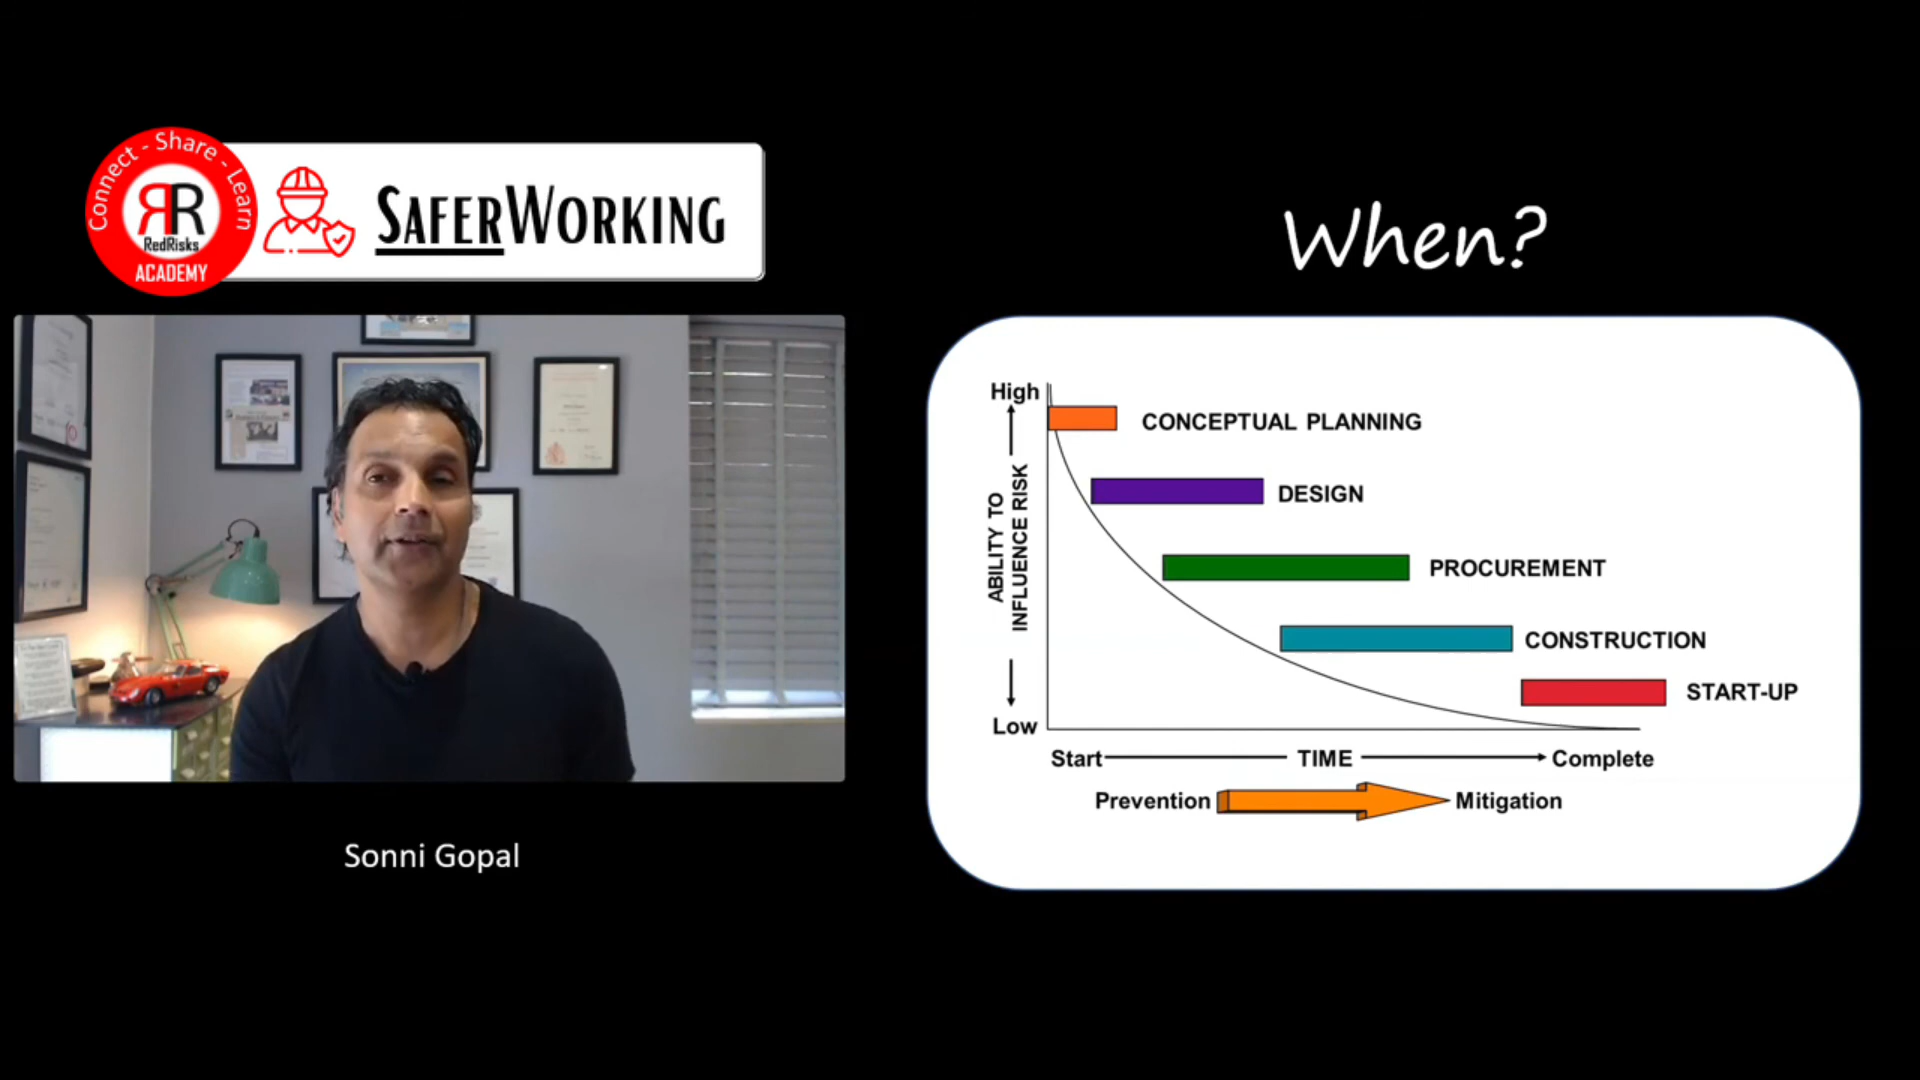 Connect - Share - Learn
RR
RedRisks
ACADEMY
SAFERWORKING
Sonni Gopal
When?
High
ABILITY TO
INFLUENCE RISK
Low
CONCEPTUAL PLANNING
DESIGN
PROCUREMENT
CONSTRUCTION
START-UP
Start TIME Complete
Prevention Mitigation